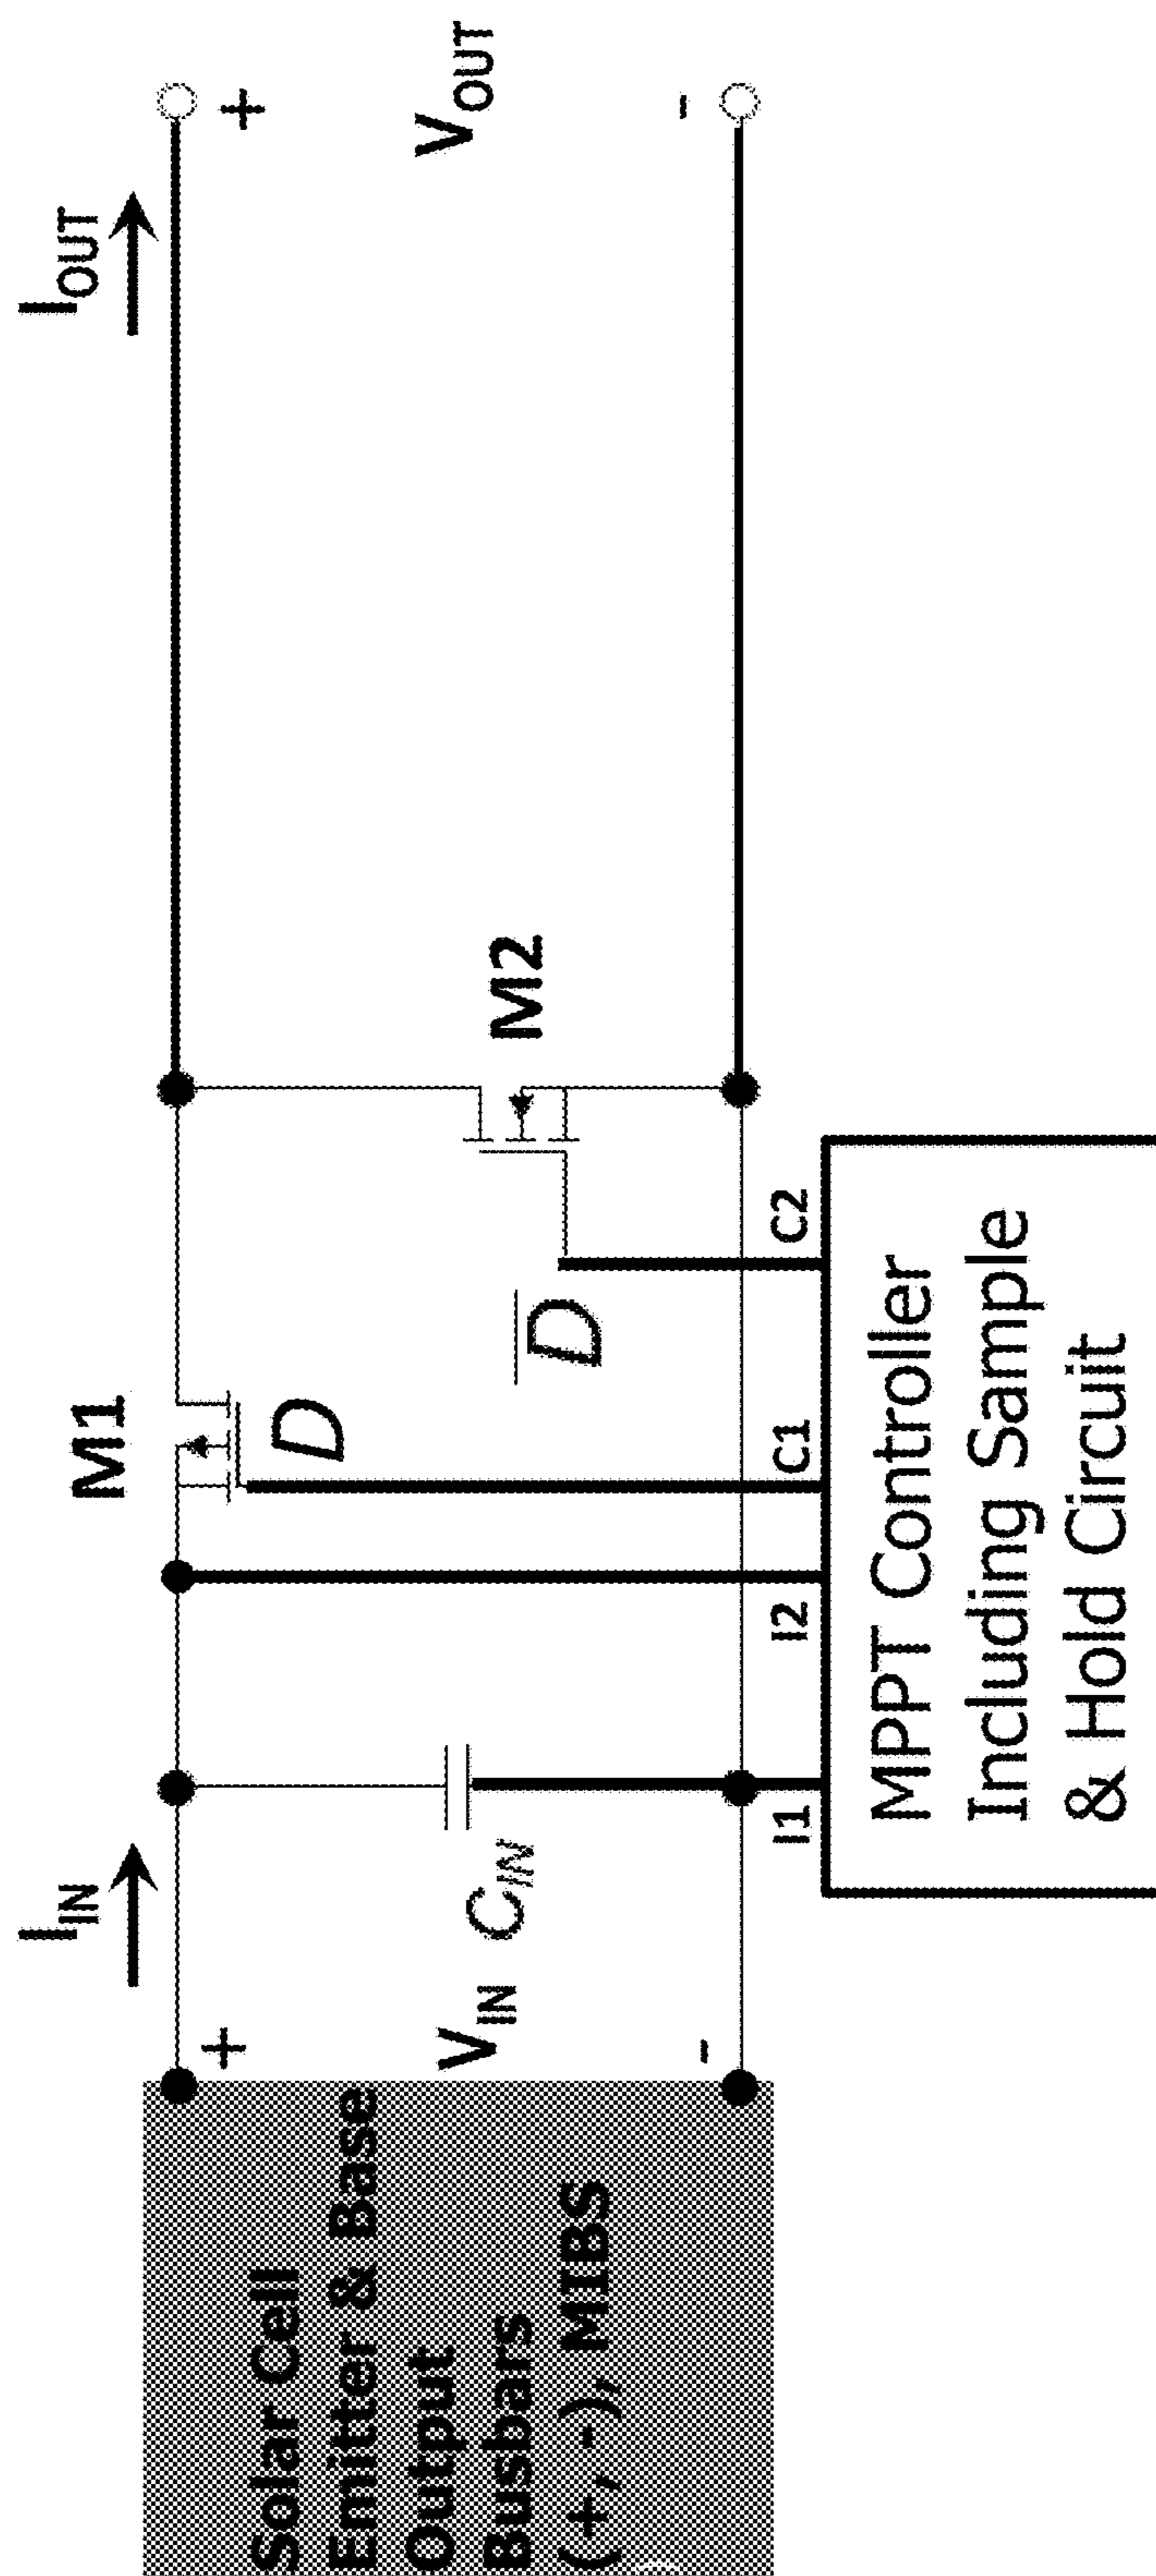 I_IN
I_OUT
M1
+
+
Solar Cell
Emitter & Base
Output
Busbars
(+, -), MIBS
V_IN
C_IN
D
D̅
M2
V_OUT
-
-
I1
I2
C1
C2
MPPT Controller
Including Sample
& Hold Circuit